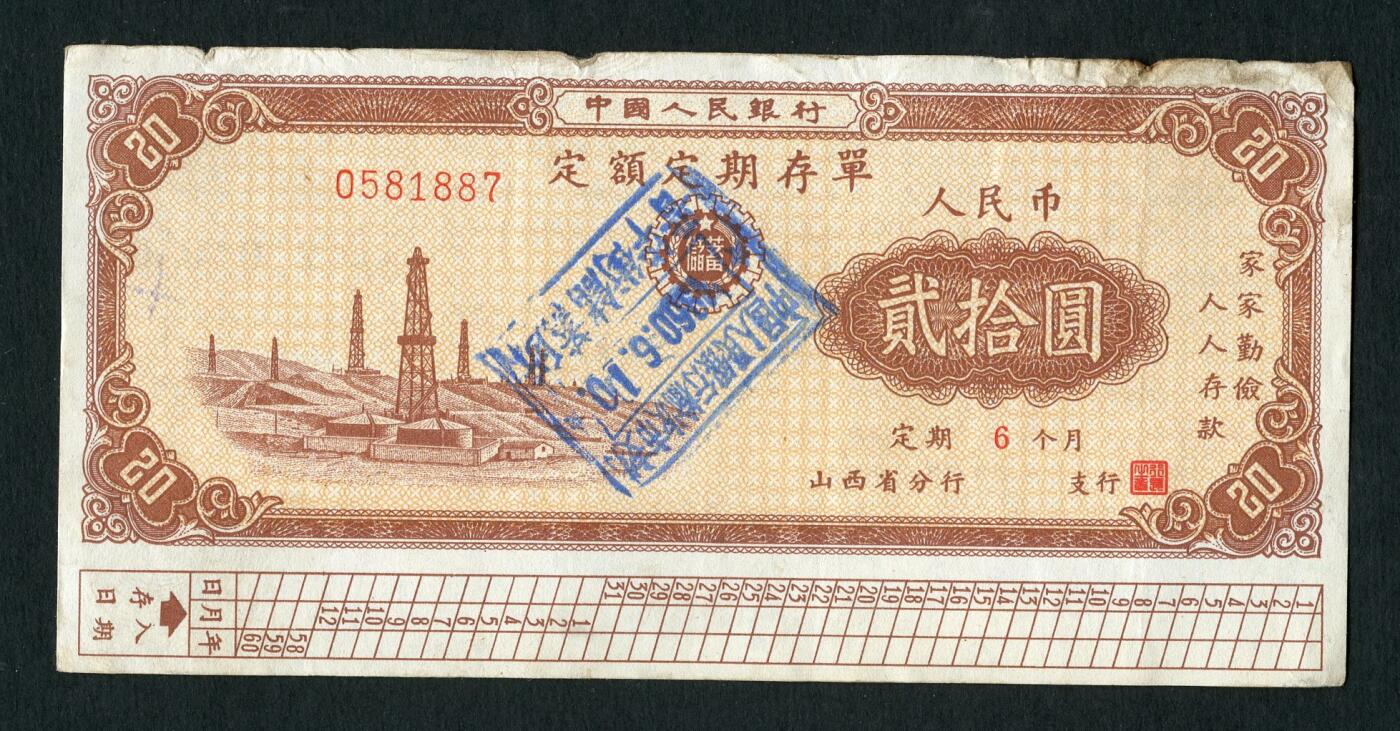 中國人民銀行
定額定期存單
0581887
人民币
20
20
20
20
儲蓄
貳拾圓
家家勤儉
人人存款
定期 6 个月
山西省分行 支行
1960.6.10.
存入日期
日 1 2 3 4 5 6 7 8 9 10 11 12 13 14 15 16 17 18 19 20 21 22 23 24 25 26 27 28 29 30 31
月 1 2 3 4 5 6 7 8 9 10 11 12
年 58 59 60